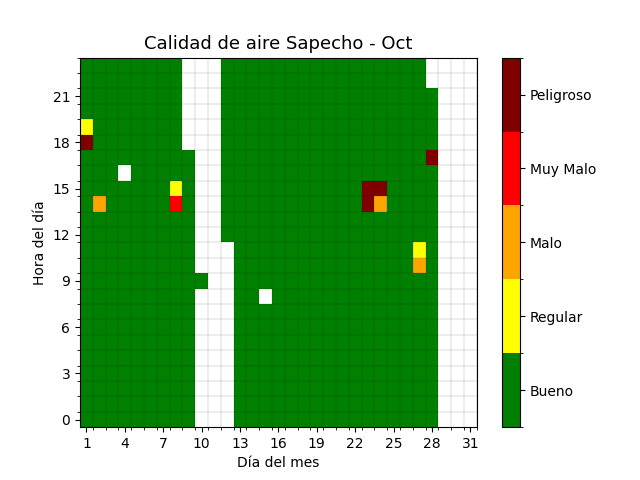 Calidad de aire Sapecho - Oct
Hora del día
21
18
15
12
9
6
3
0
1 4 7 10 13 16 19 22 25 28 31
Día del mes
Peligroso
Muy Malo
Malo
Regular
Bueno